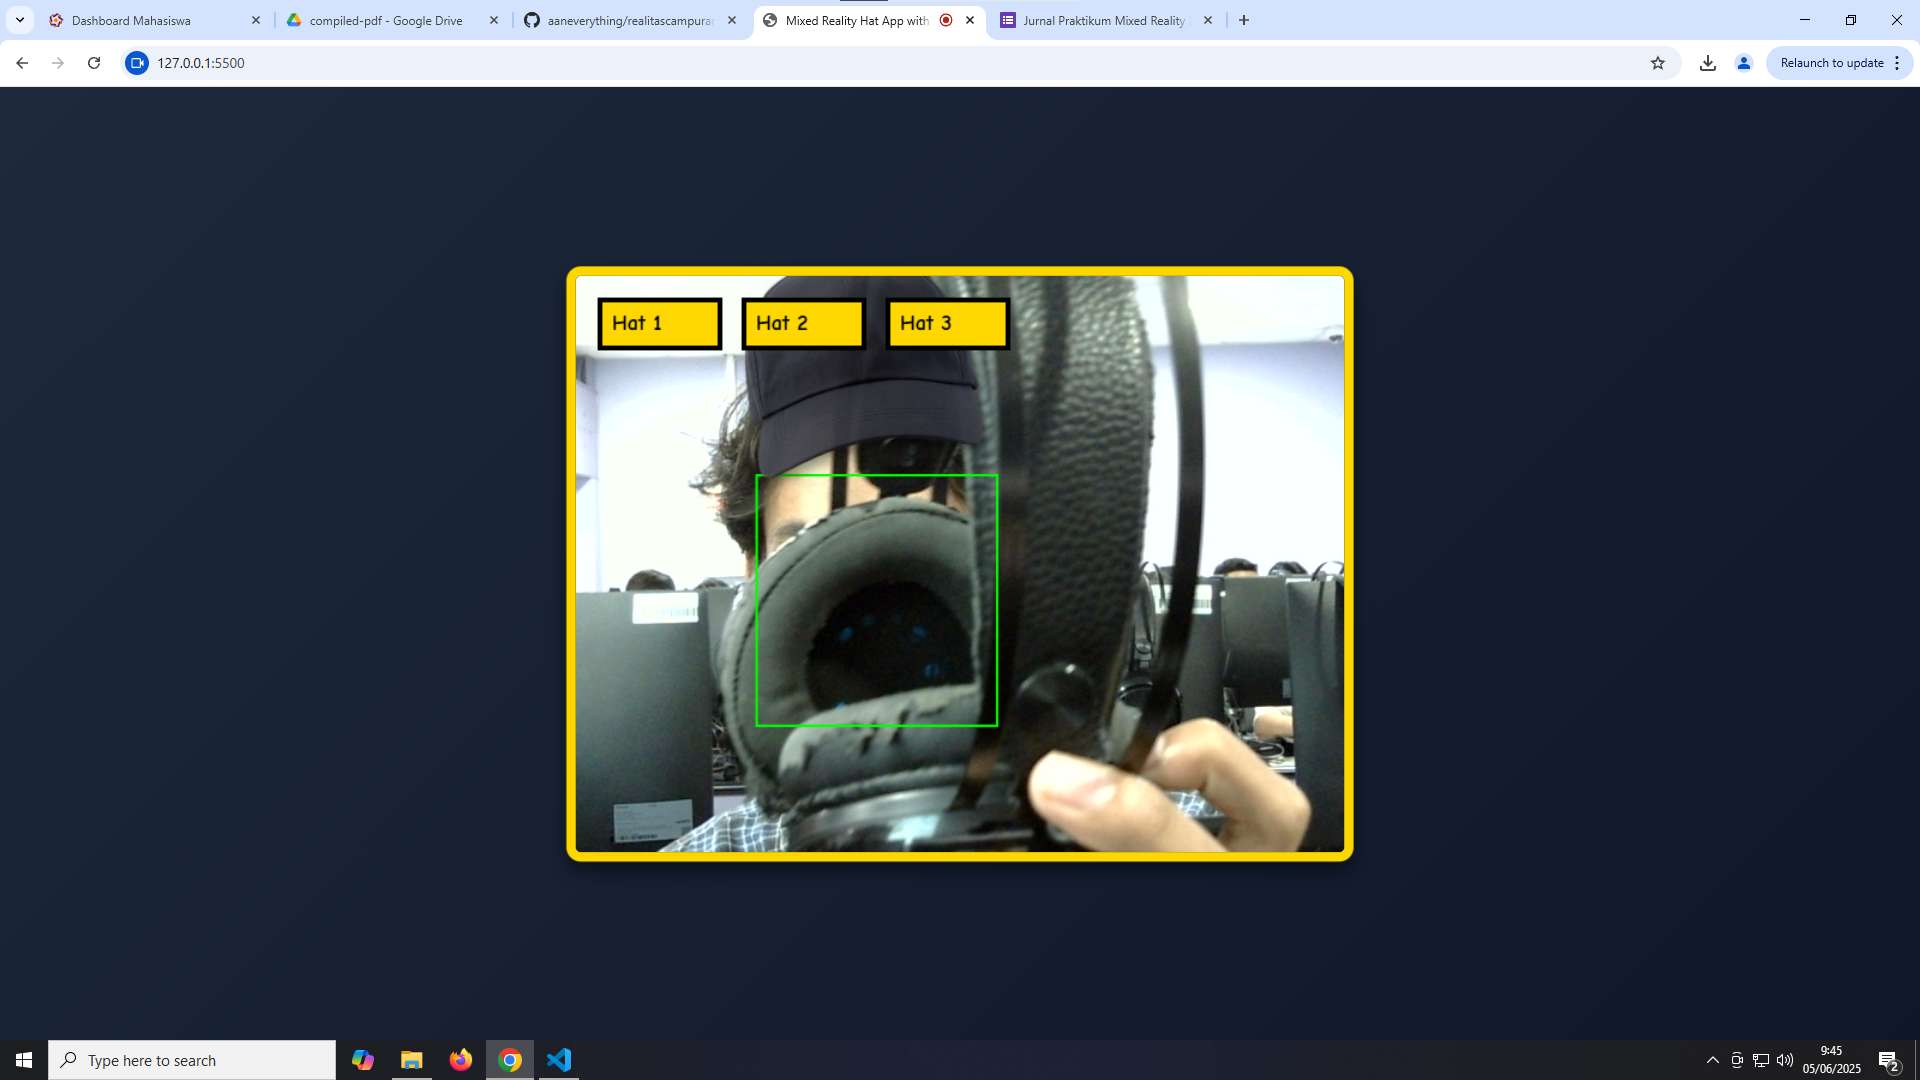 Dashboard Mahasiswa
compiled-pdf - Google Drive
aaneverything/realitascampuran
Mixed Reality Hat App with
Jurnal Praktikum Mixed Reality
127.0.0.1:5500
Relaunch to update
Hat 1
Hat 2
Hat 3
Type here to search
9:45
05/06/2025
2